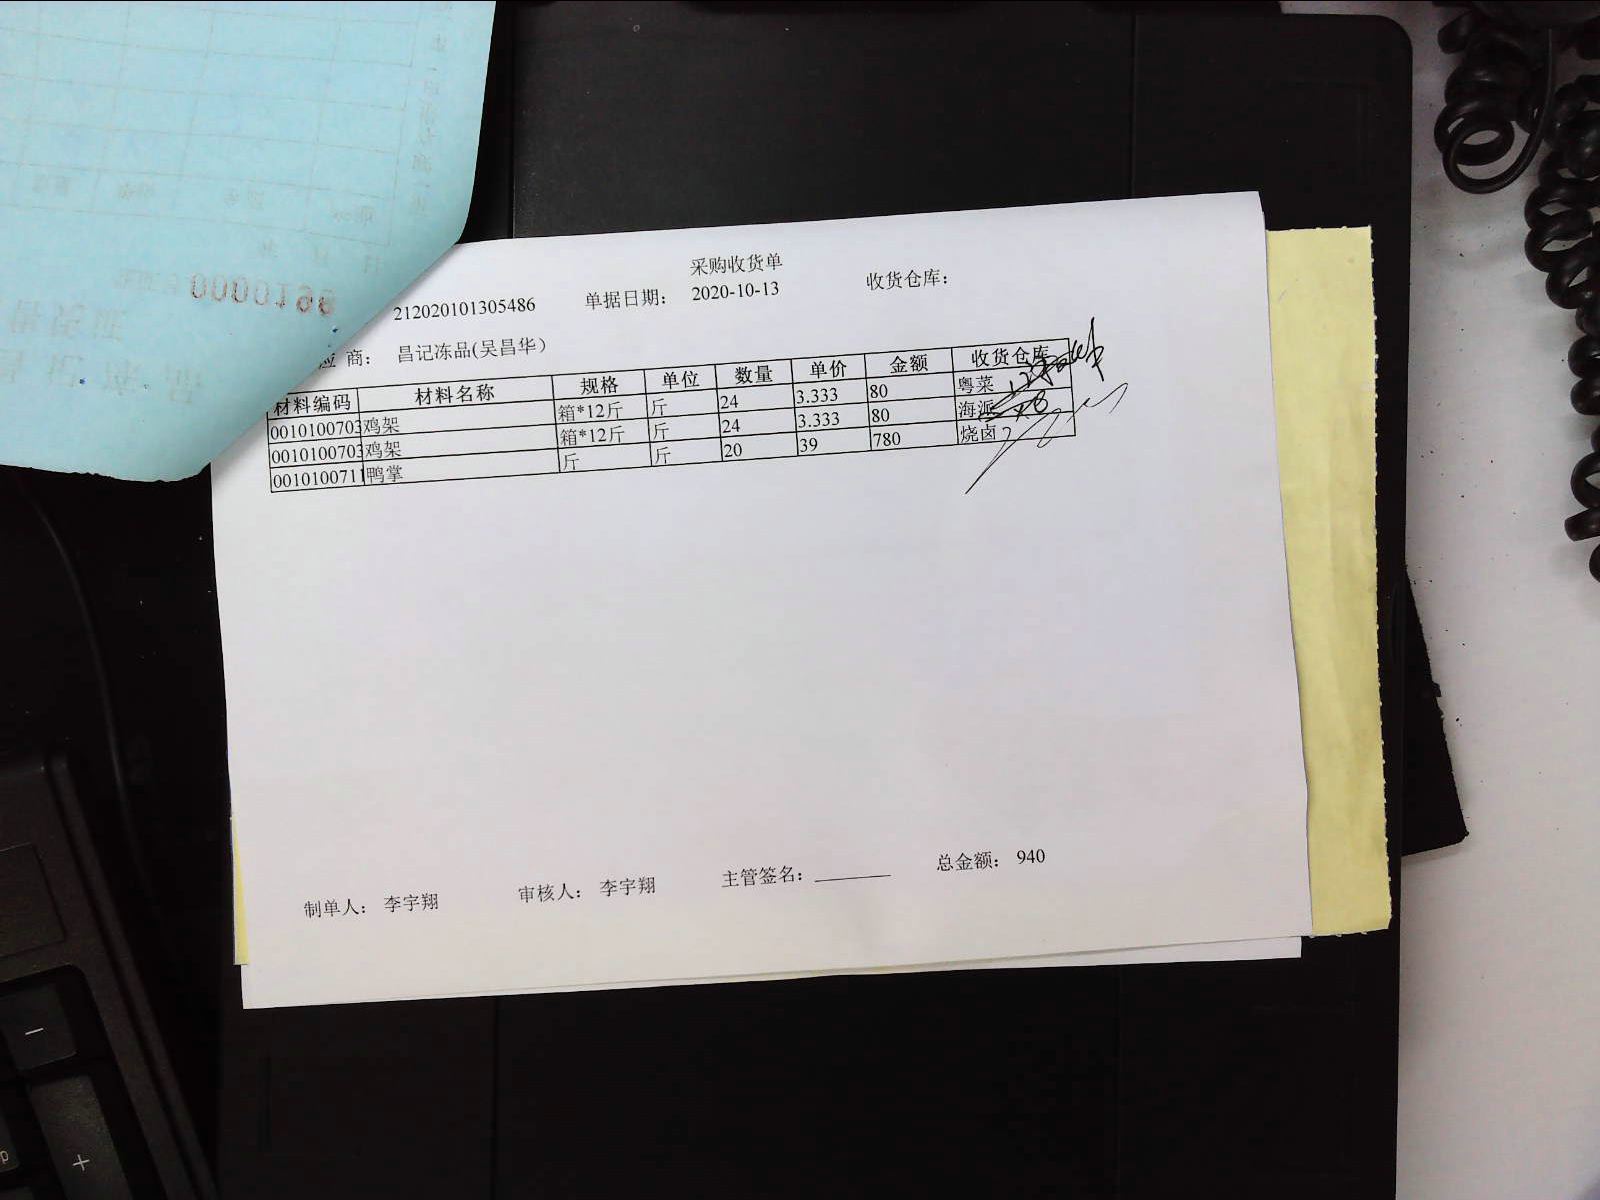 采购收货单
212020101305486 单据日期： 2020-10-13 收货仓库：
应 商： 昌记冻品(吴昌华)
材料编码 材料名称 规格 单位 数量 单价 金额 收货仓库
0010100703 鸡架 箱*12斤 斤 24 3.333 80 粤菜
0010100703 鸡架 箱*12斤 斤 24 3.333 80 海派
001010071 鸭掌 斤 斤 20 39 780 烧卤
制单人： 李宇翔 审核人： 李宇翔 主管签名： 总金额： 940